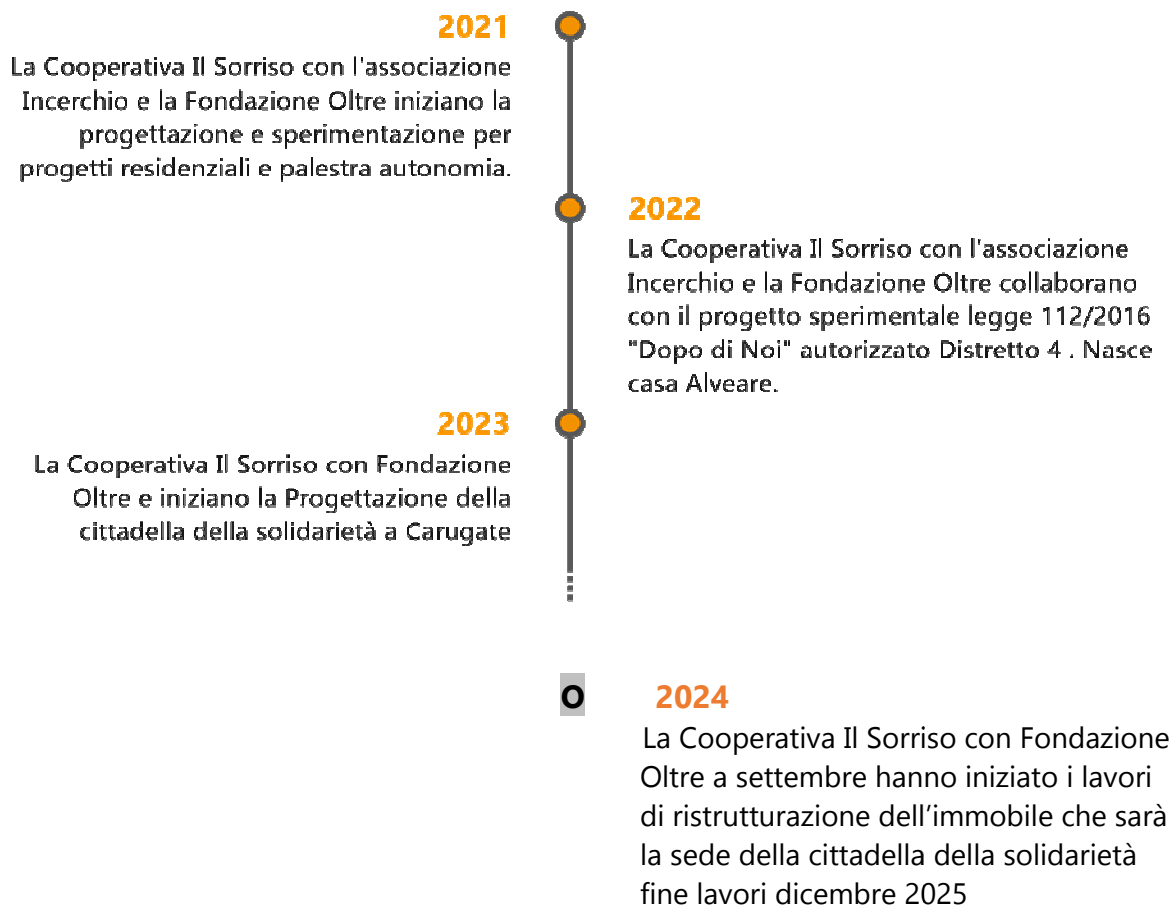 2021
La Cooperativa Il Sorriso con l'associazione
Incerchio e la Fondazione Oltre iniziano la
progettazione e sperimentazione per
progetti residenziali e palestra autonomia.
2022
La Cooperativa Il Sorriso con l'associazione
Incerchio e la Fondazione Oltre collaborano
con il progetto sperimentale legge 112/2016
"Dopo di Noi" autorizzato Distretto 4 . Nasce
casa Alveare.
2023
La Cooperativa Il Sorriso con Fondazione
Oltre e iniziano la Progettazione della
cittadella della solidarietà a Carugate
O 2024
La Cooperativa Il Sorriso con Fondazione
Oltre a settembre hanno iniziato i lavori
di ristrutturazione dell’immobile che sarà
la sede della cittadella della solidarietà
fine lavori dicembre 2025